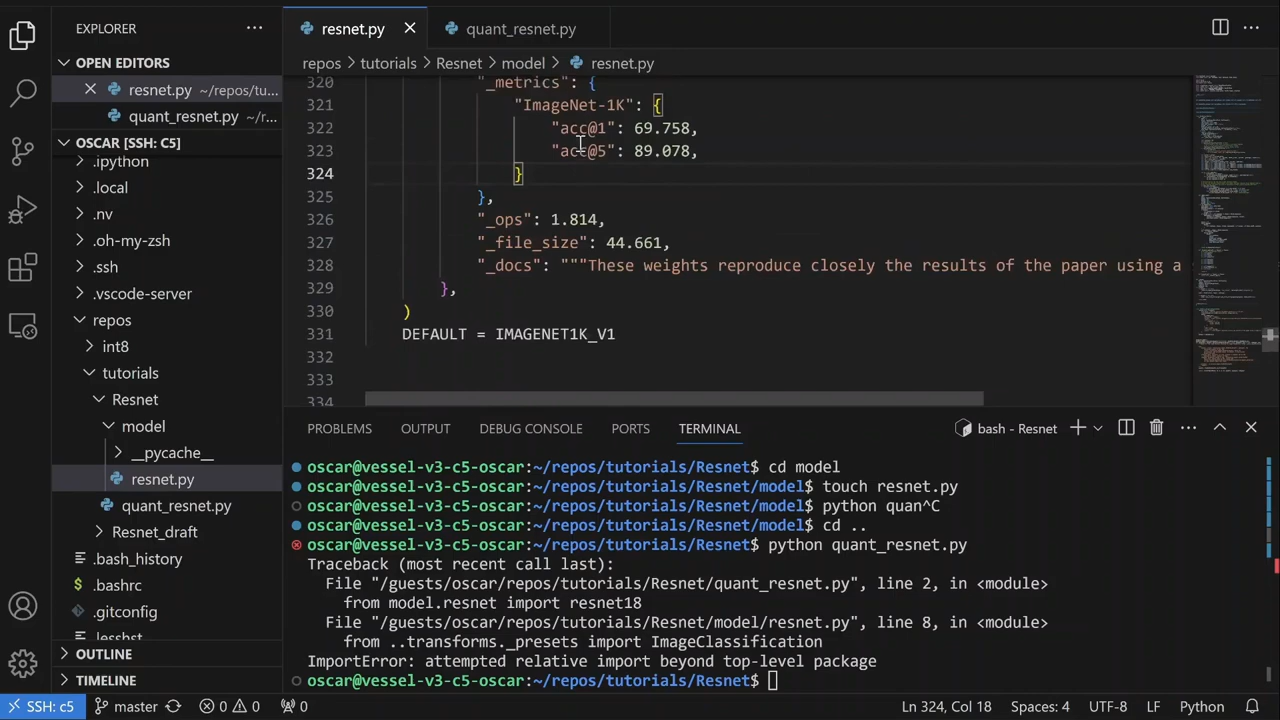 EXPLORER
resnet.py
quant_resnet.py
OPEN EDITORS
resnet.py ~/repos/tu...
quant_resnet.py ~/r...
OSCAR [SSH: C5]
.ipython
.local
.nv
.oh-my-zsh
.ssh
.vscode-server
repos
int8
tutorials
Resnet
model
__pycache__
resnet.py
quant_resnet.py
Resnet_draft
.bash_history
.bashrc
.gitconfig
.lesshst
OUTLINE
TIMELINE
repos > tutorials > Resnet > model > resnet.py
320 "_metrics": {
321 "ImageNet-1K": {
322 "acc@1": 69.758,
323 "acc@5": 89.078,
324 }
325 },
326 "_ops": 1.814,
327 "_file_size": 44.661,
328 "_docs": """These weights reproduce closely the results of the paper using a
329 },
330 )
331 DEFAULT = IMAGENET1K_V1
332
333
334
PROBLEMS OUTPUT DEBUG CONSOLE PORTS TERMINAL
bash - Resnet
oscar@vessel-v3-c5-oscar:~/repos/tutorials/Resnet$ cd model
oscar@vessel-v3-c5-oscar:~/repos/tutorials/Resnet/model$ touch resnet.py
oscar@vessel-v3-c5-oscar:~/repos/tutorials/Resnet/model$ python quan^C
oscar@vessel-v3-c5-oscar:~/repos/tutorials/Resnet/model$ cd ..
oscar@vessel-v3-c5-oscar:~/repos/tutorials/Resnet$ python quant_resnet.py
Traceback (most recent call last):
File "/guests/oscar/repos/tutorials/Resnet/quant_resnet.py", line 2, in <module>
from model.resnet import resnet18
File "/guests/oscar/repos/tutorials/Resnet/model/resnet.py", line 8, in <module>
from ..transforms._presets import ImageClassification
ImportError: attempted relative import beyond top-level package
oscar@vessel-v3-c5-oscar:~/repos/tutorials/Resnet$
SSH: c5 master 0 0 0 Ln 324, Col 18 Spaces: 4 UTF-8 LF Python